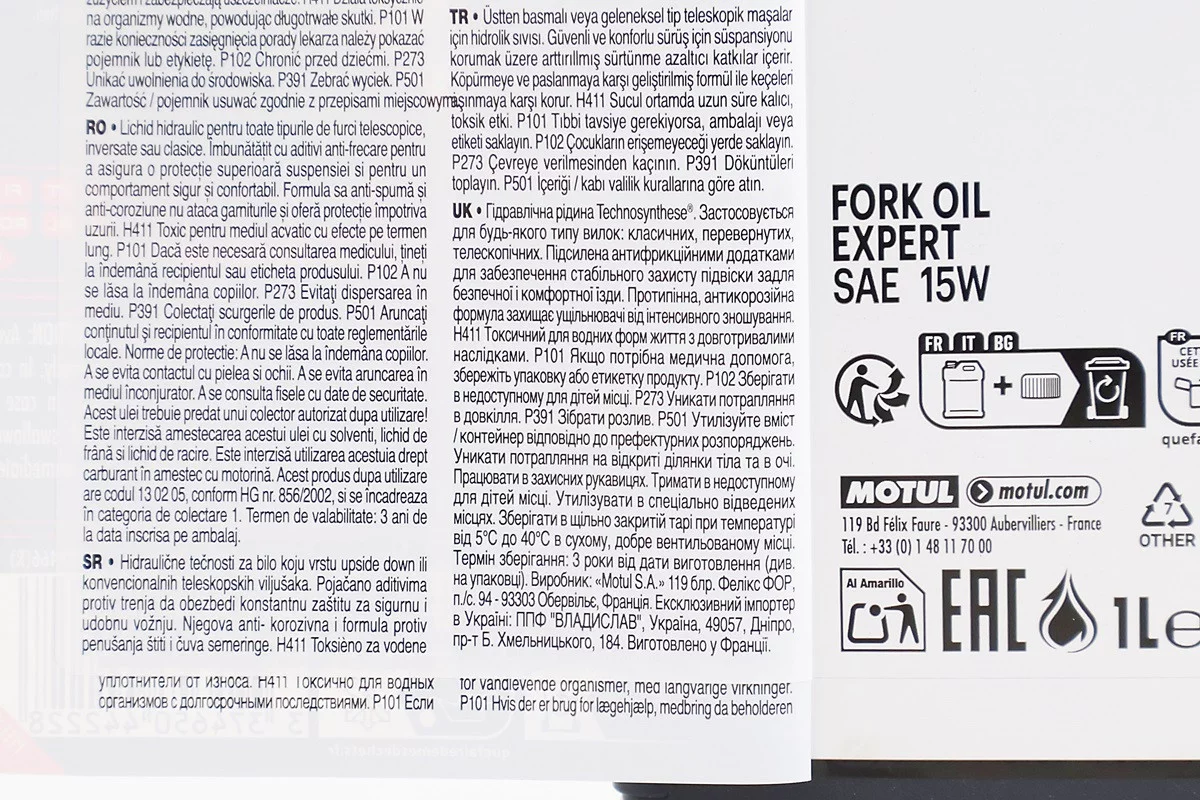 na organizmy wodne, powodując długotrwałe skutki. P101 W
razie konieczności zasięgnięcia porady lekarza należy pokazać
pojemnik lub etykietę. P102 Chronić przed dziećmi. P273
Unikać uwolnienia do środowiska. P391 Zebrać wyciek. P501
Zawartość / pojemnik usuwać zgodnie z przepisami miejscowymi.
RO • Lichid hidraulic pentru toate tipurile de furci telescopice,
inversate sau clasice. Îmbunătățit cu aditivi anti-frecare pentru
a asigura o protecție superioară suspensiei si pentru un
comportament sigur și confortabil. Formula sa anti-spumă și
anti-coroziune nu ataca garniturile și oferă protecție împotriva
uzurii. H411 Toxic pentru mediul acvatic cu efecte pe termen
lung. P101 Dacă este necesară consultarea medicului, țineți
la îndemână recipientul sau eticheta produsului. P102 A nu
se lăsa la îndemâna copiilor. P273 Evitaţi dispersarea în
mediu. P391 Colectaţi scurgerile de produs. P501 Aruncați
conținutul și recipientul în conformitate cu toate reglementările
locale. Norme de protectie: A nu se lăsa la îndemâna copiilor.
A se evita contactul cu pielea si ochii. A se evita aruncarea în
mediul inconjurator. A se consulta fisele cu date de securitate.
Acest ulei trebuie predat unui colector autorizat dupa utilizare!
Este interzisă amestecarea acestui ulei cu solventi, lichid de
frână si lichid de racire. Este interzisă utilizarea acestuia drept
carburant în amestec cu motorină. Acest produs dupa utilizare
are codul 13 02 05, conform HG nr. 856/2002, si se încadreaza
în categoria de colectare 1. Termen de valabilitate: 3 ani de
la data inscrisa pe ambalaj.
SR • Hidraulične tečnosti za bilo koju vrstu upside down ili
konvencionalnih teleskopskih viljušaka. Pojačano aditivima
protiv trenja da obezbedi konstantnu zaštitu za sigurnu i
udobnu vožnju. Njegova anti- korozivna i formula protiv
penušanja štiti i čuva semeringe. H411 Toksièno za vodene
уплотнители от износа. H411 Токсично для водных
организмов с долгосрочными последствиями. P101 Если
TR • Üstten basmalı veya geleneksel tip teleskopik maşalar
için hidrolik sıvısı. Güvenli ve konforlu sürüş için süspansiyonu
korumak üzere arttırıllmış sürtünme azaltıcı katkılar içerir.
Köpürmeye ve paslanmaya karşı geliştirilmiş formül ile keçeleri
aşınmaya karşı korur. H411 Sucul ortamda uzun süre kalıcı,
toksik etki. P101 Tıbbi tavsiye gerekiyorsa, ambalajı veya
etiketi saklayın. P102 Çocukların erişemeyeceği yerde saklayın.
P273 Çevreye verilmesinden kaçının. P391 Döküntüleri
toplayın. P501 İçeriği / kabı valilik kurallarına göre atın.
UK • Гідравлічна рідина Technosynthese®. Застосовується
для будь-якого типу вилок: класичних, перевернутих,
телескопічних. Підсилена антифрикційними додатками
для забезпечення стабільного захисту підвіски задля
безпечної і комфортної їзди. Протипінна, антикорозійна
формула захищає ущільнювачі від інтенсивного зношування.
H411 Токсичний для водних форм життя з довготривалими
наслідками. P101 Якщо потрібна медична допомога,
збережіть упаковку або етикетку продукту. P102 Зберігати
в недоступному для дітей місці. P273 Уникати потрапляння
в довкілля. P391 Зібрати розлив. P501 Утилізуйте вміст
/ контейнер відповідно до префектурних розпоряджень.
Уникати потрапляння на відкриті ділянки тіла та в очі.
Працювати в захисних рукавицях. Тримати в недоступному
для дітей місці. Утилізувати в спеціально відведених
місцях. Зберігати в щільно закритій тарі при температурі
від 5°С до 40°С в сухому, добре вентильованому місці.
Термін зберігання: 3 роки від дати виготовлення (див.
на упаковці). Виробник: «Motul S.A.» 119 блр. Фелікс ФОР,
п./с. 94 - 93303 Обервільє, Франція. Ексклюзивний імпортер
в Україні: ППФ "ВЛАДИСЛАВ", Україна, 49057, Дніпро,
пр-т Б. Хмельницького, 184. Виготовлено у Франції.
for vandlevende organismer, med langvarige virkninger.
P101 Hvis der er brug for lægehjælp, medbring da beholderen
FORK OIL
EXPERT
SAE 15W
FR IT BG
FR
CET
USÉE
quefa
MOTUL motul.com
119 Bd Félix Faure - 93300 Aubervilliers - France
Tél. : +33 (0) 1 48 11 70 00
7
OTHER
Al Amarillo
EAC
1L e